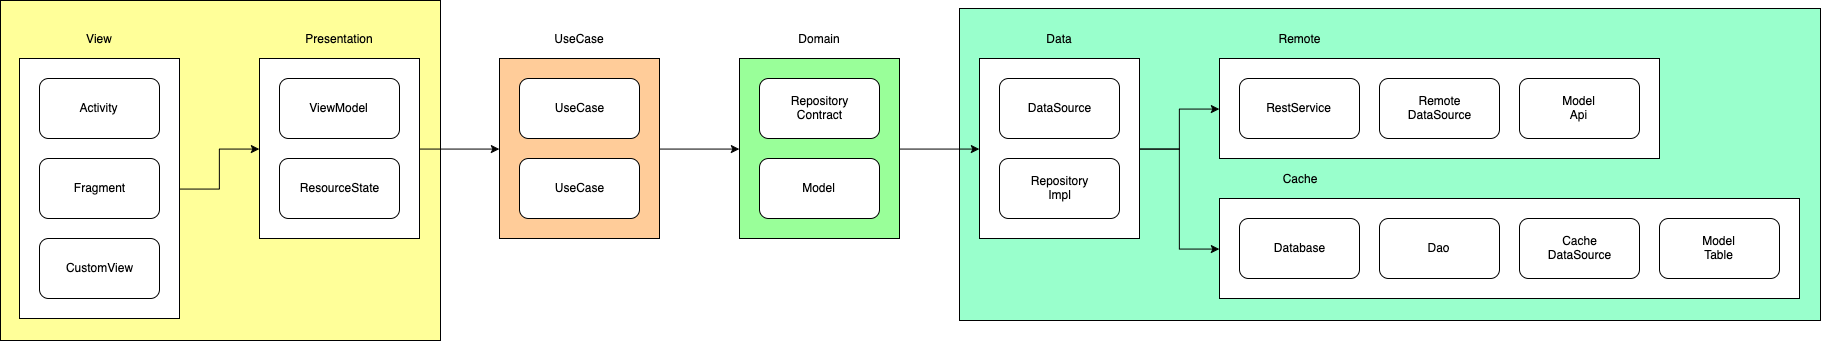 View
Activity
Fragment
CustomView
Presentation
ViewModel
ResourceState
UseCase
UseCase
UseCase
Domain
Repository
Contract
Model
Data
DataSource
Repository
Impl
Remote
RestService
Remote
DataSource
Model
Api
Cache
Database
Dao
Cache
DataSource
Model
Table